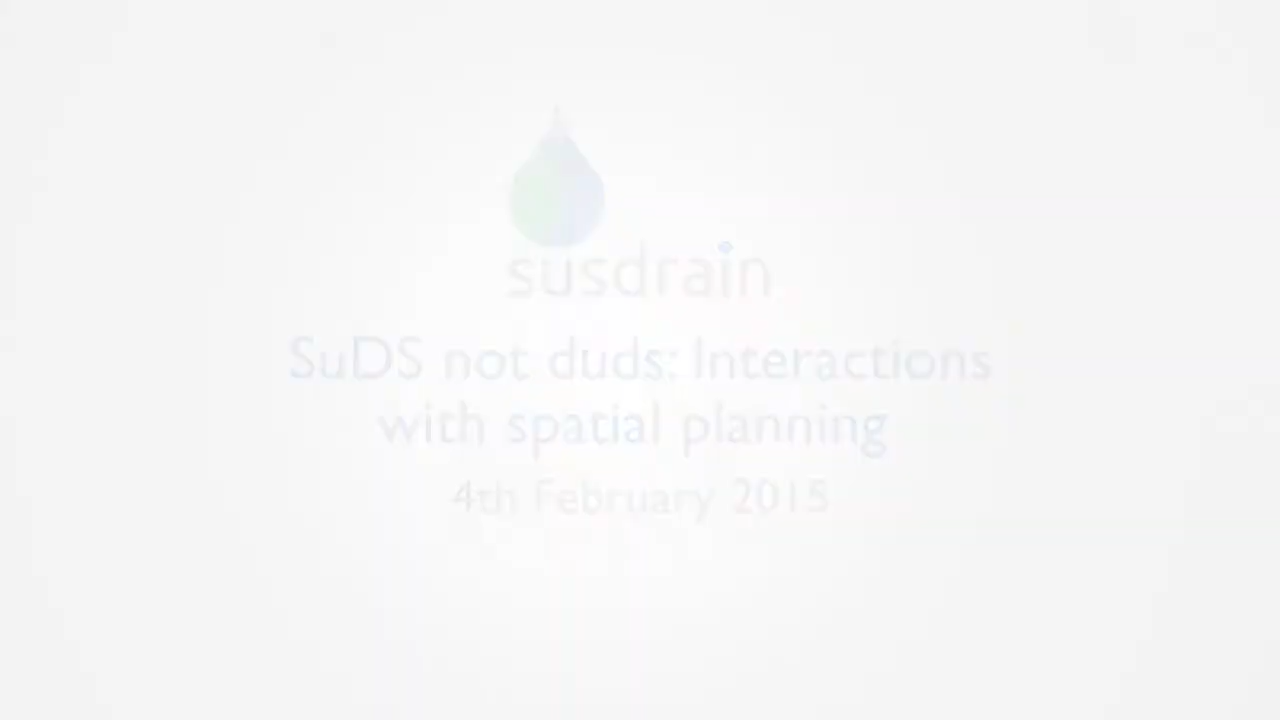 susdrain
SuDS not duds: Interactions
with spatial planning
4th February 2015